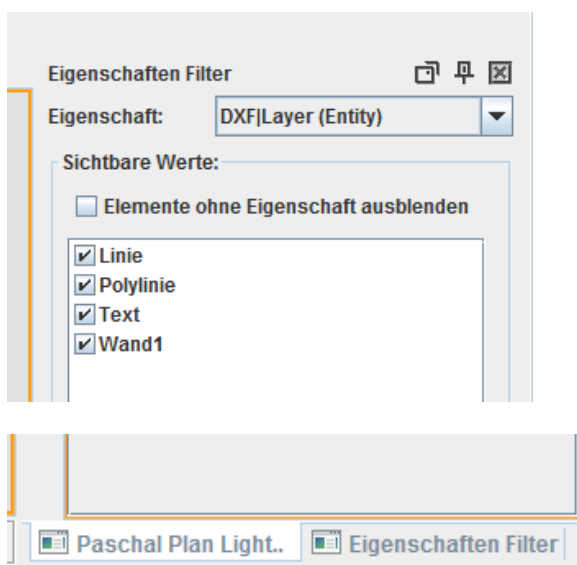 Eigenschaften Filter
Eigenschaft: DXF|Layer (Entity)
Sichtbare Werte:
Elemente ohne Eigenschaft ausblenden
Linie
Polylinie
Text
Wand1
Paschal Plan Light.. Eigenschaften Filter